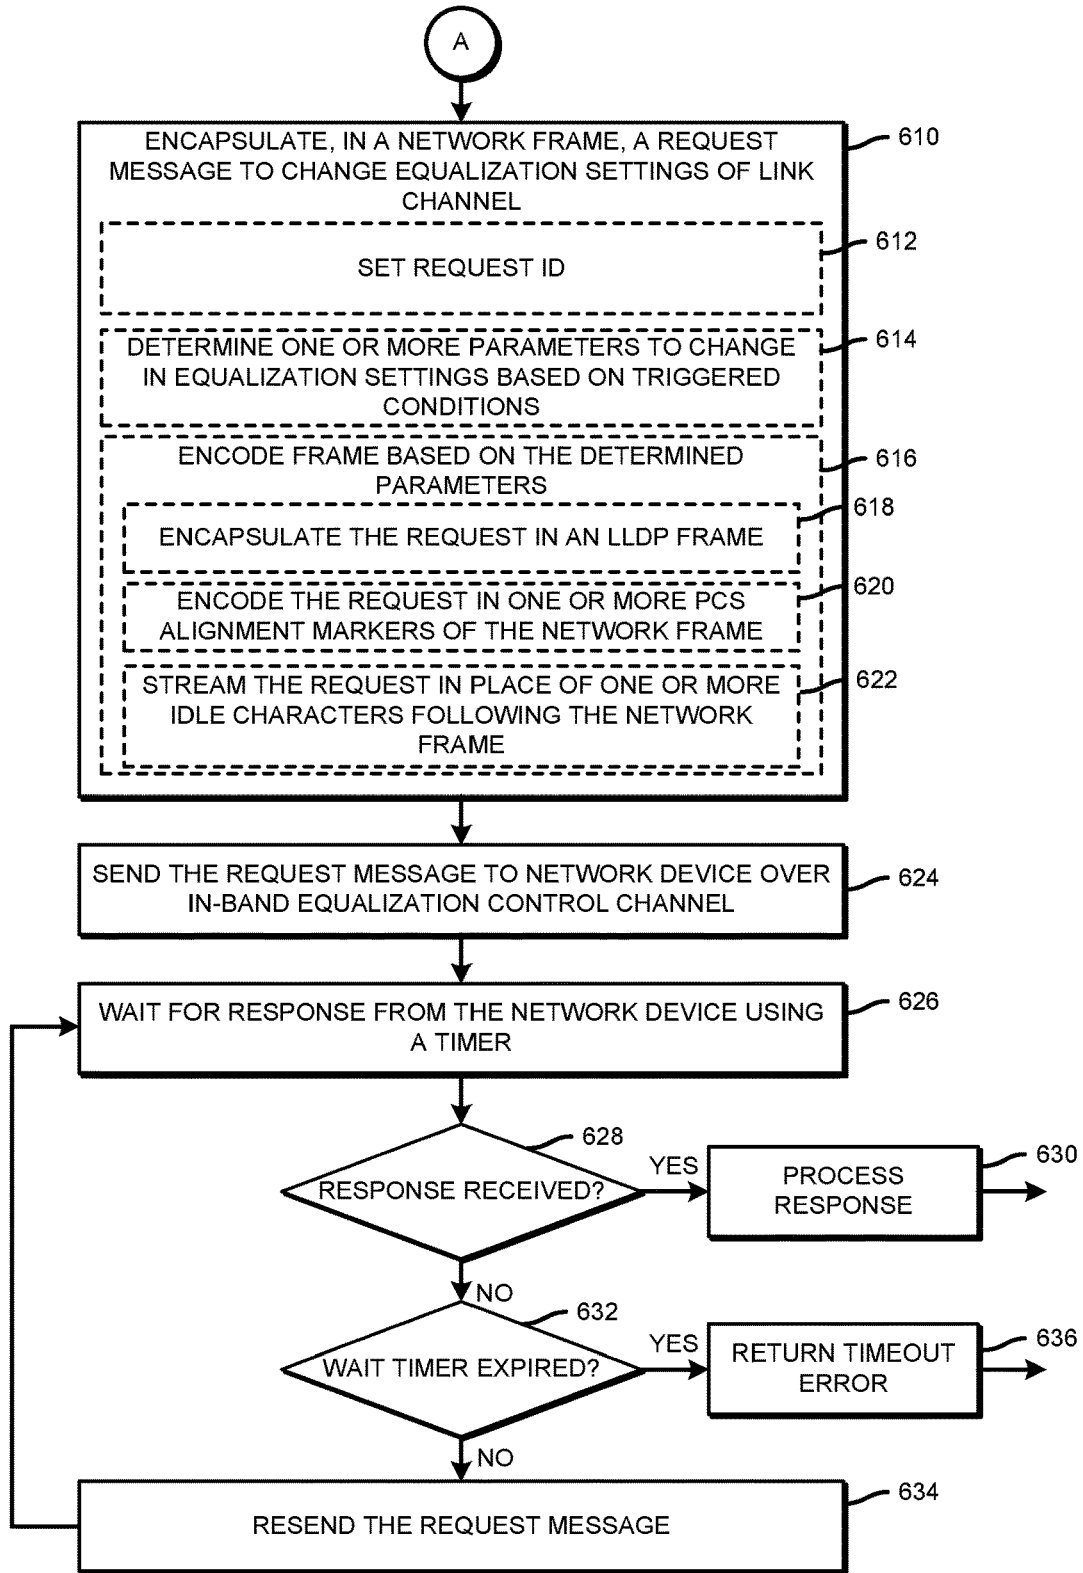 A
ENCAPSULATE, IN A NETWORK FRAME, A REQUEST
MESSAGE TO CHANGE EQUALIZATION SETTINGS OF LINK
CHANNEL
610
SET REQUEST ID
612
DETERMINE ONE OR MORE PARAMETERS TO CHANGE
IN EQUALIZATION SETTINGS BASED ON TRIGGERED
CONDITIONS
614
ENCODE FRAME BASED ON THE DETERMINED
PARAMETERS
616
ENCAPSULATE THE REQUEST IN AN LLDP FRAME
618
ENCODE THE REQUEST IN ONE OR MORE PCS
ALIGNMENT MARKERS OF THE NETWORK FRAME
620
STREAM THE REQUEST IN PLACE OF ONE OR MORE
IDLE CHARACTERS FOLLOWING THE NETWORK
FRAME
622
SEND THE REQUEST MESSAGE TO NETWORK DEVICE OVER
IN-BAND EQUALIZATION CONTROL CHANNEL
624
WAIT FOR RESPONSE FROM THE NETWORK DEVICE USING
A TIMER
626
RESPONSE RECEIVED?
628
YES
PROCESS
RESPONSE
630
NO
WAIT TIMER EXPIRED?
632
YES
RETURN TIMEOUT
ERROR
636
NO
RESEND THE REQUEST MESSAGE
634